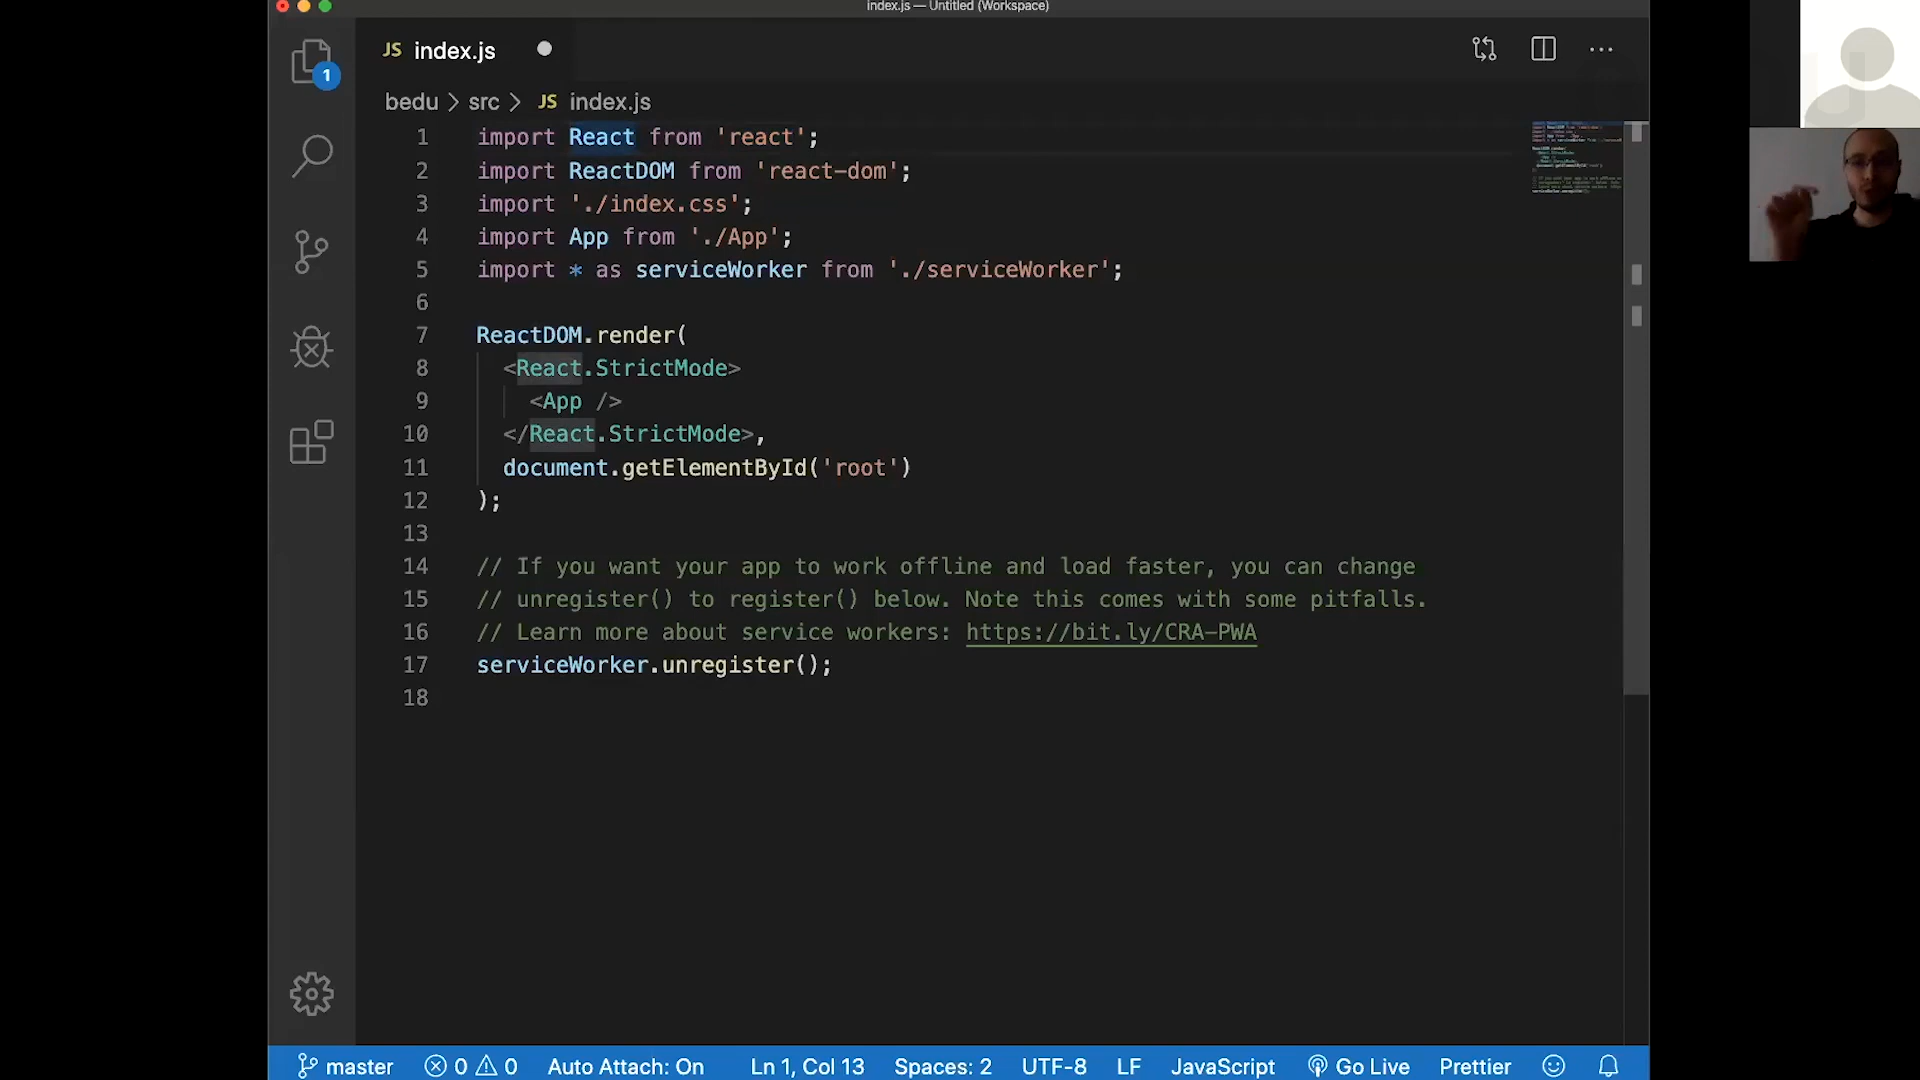 index.js — Untitled (Workspace)
JS index.js
1
bedu > src > JS index.js
1 import React from 'react';
2 import ReactDOM from 'react-dom';
3 import './index.css';
4 import App from './App';
5 import * as serviceWorker from './serviceWorker';
6
7 ReactDOM.render(
8 <React.StrictMode>
9 <App />
10 </React.StrictMode>,
11 document.getElementById('root')
12 );
13
14 // If you want your app to work offline and load faster, you can change
15 // unregister() to register() below. Note this comes with some pitfalls.
16 // Learn more about service workers: https://bit.ly/CRA-PWA
17 serviceWorker.unregister();
18
master 0 0 Auto Attach: On Ln 1, Col 13 Spaces: 2 UTF-8 LF JavaScript Go Live Prettier